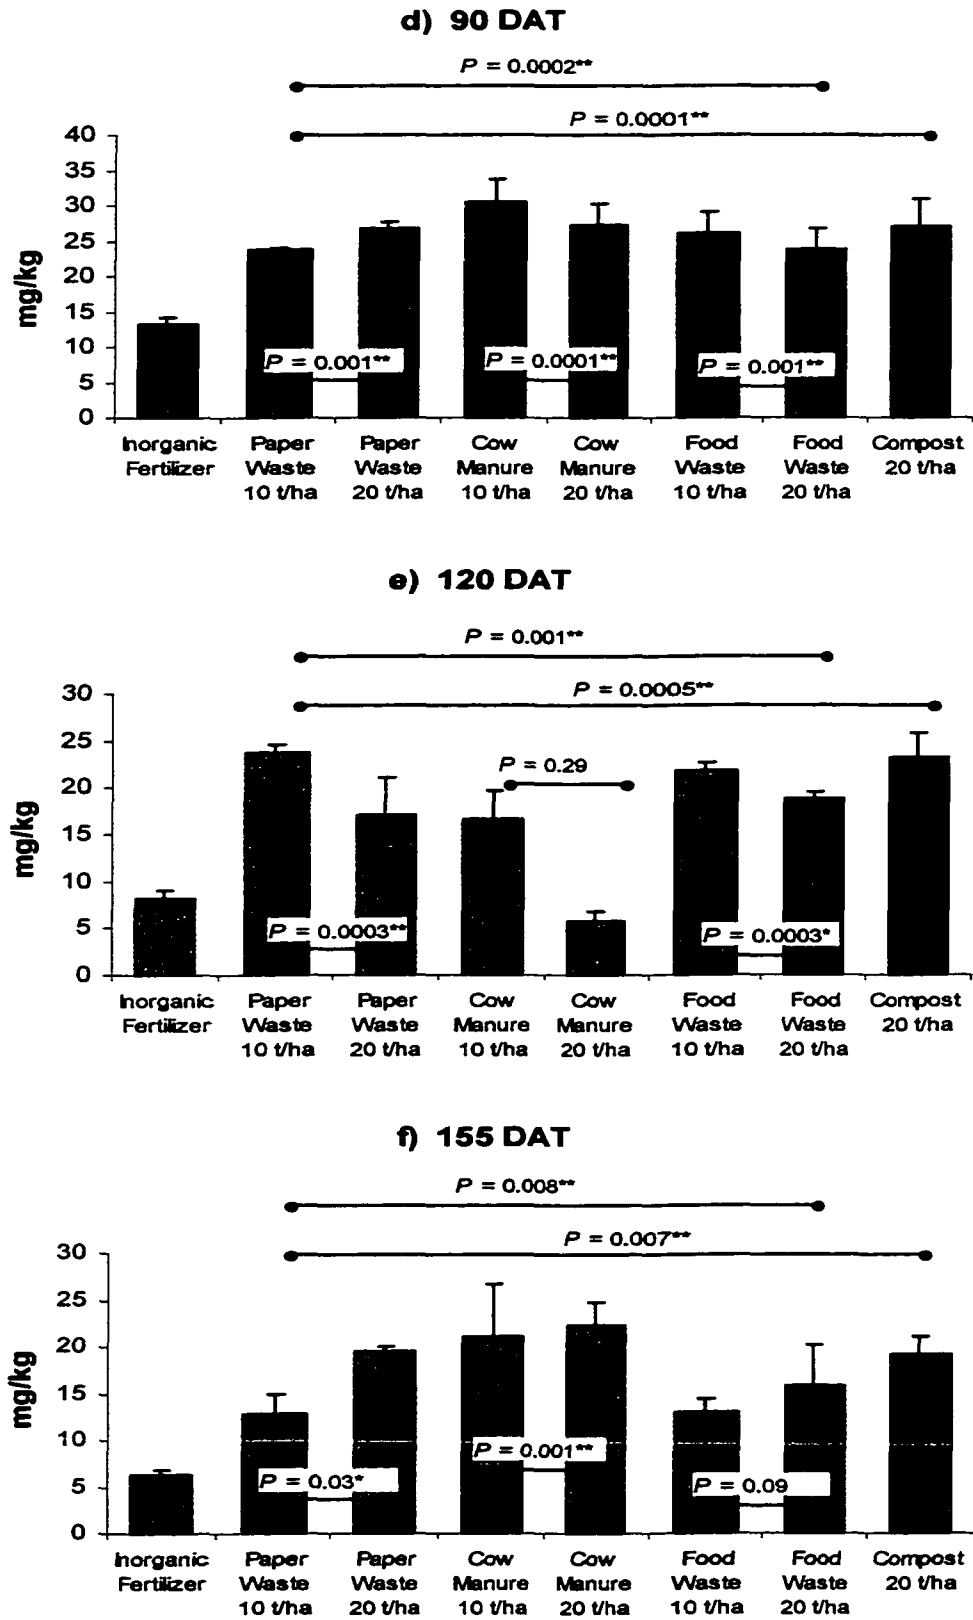 d) 90 DAT
P = 0.0002**
P = 0.0001**
40
35
30
25
20
15
10
5
0
mg/kg
P = 0.001**
P = 0.0001**
P = 0.001**
Inorganic Fertilizer
Paper Waste 10 t/ha
Paper Waste 20 t/ha
Cow Manure 10 t/ha
Cow Manure 20 t/ha
Food Waste 10 t/ha
Food Waste 20 t/ha
Compost 20 t/ha
e) 120 DAT
P = 0.001**
P = 0.0005**
30
25
20
15
10
5
0
mg/kg
P = 0.29
P = 0.0003**
P = 0.0003*
Inorganic Fertilizer
Paper Waste 10 t/ha
Paper Waste 20 t/ha
Cow Manure 10 t/ha
Cow Manure 20 t/ha
Food Waste 10 t/ha
Food Waste 20 t/ha
Compost 20 t/ha
f) 155 DAT
P = 0.008**
P = 0.007**
30
25
20
15
10
5
0
mg/kg
P = 0.03*
P = 0.001**
P = 0.09
Inorganic Fertilizer
Paper Waste 10 t/ha
Paper Waste 20 t/ha
Cow Manure 10 t/ha
Cow Manure 20 t/ha
Food Waste 10 t/ha
Food Waste 20 t/ha
Compost 20 t/ha